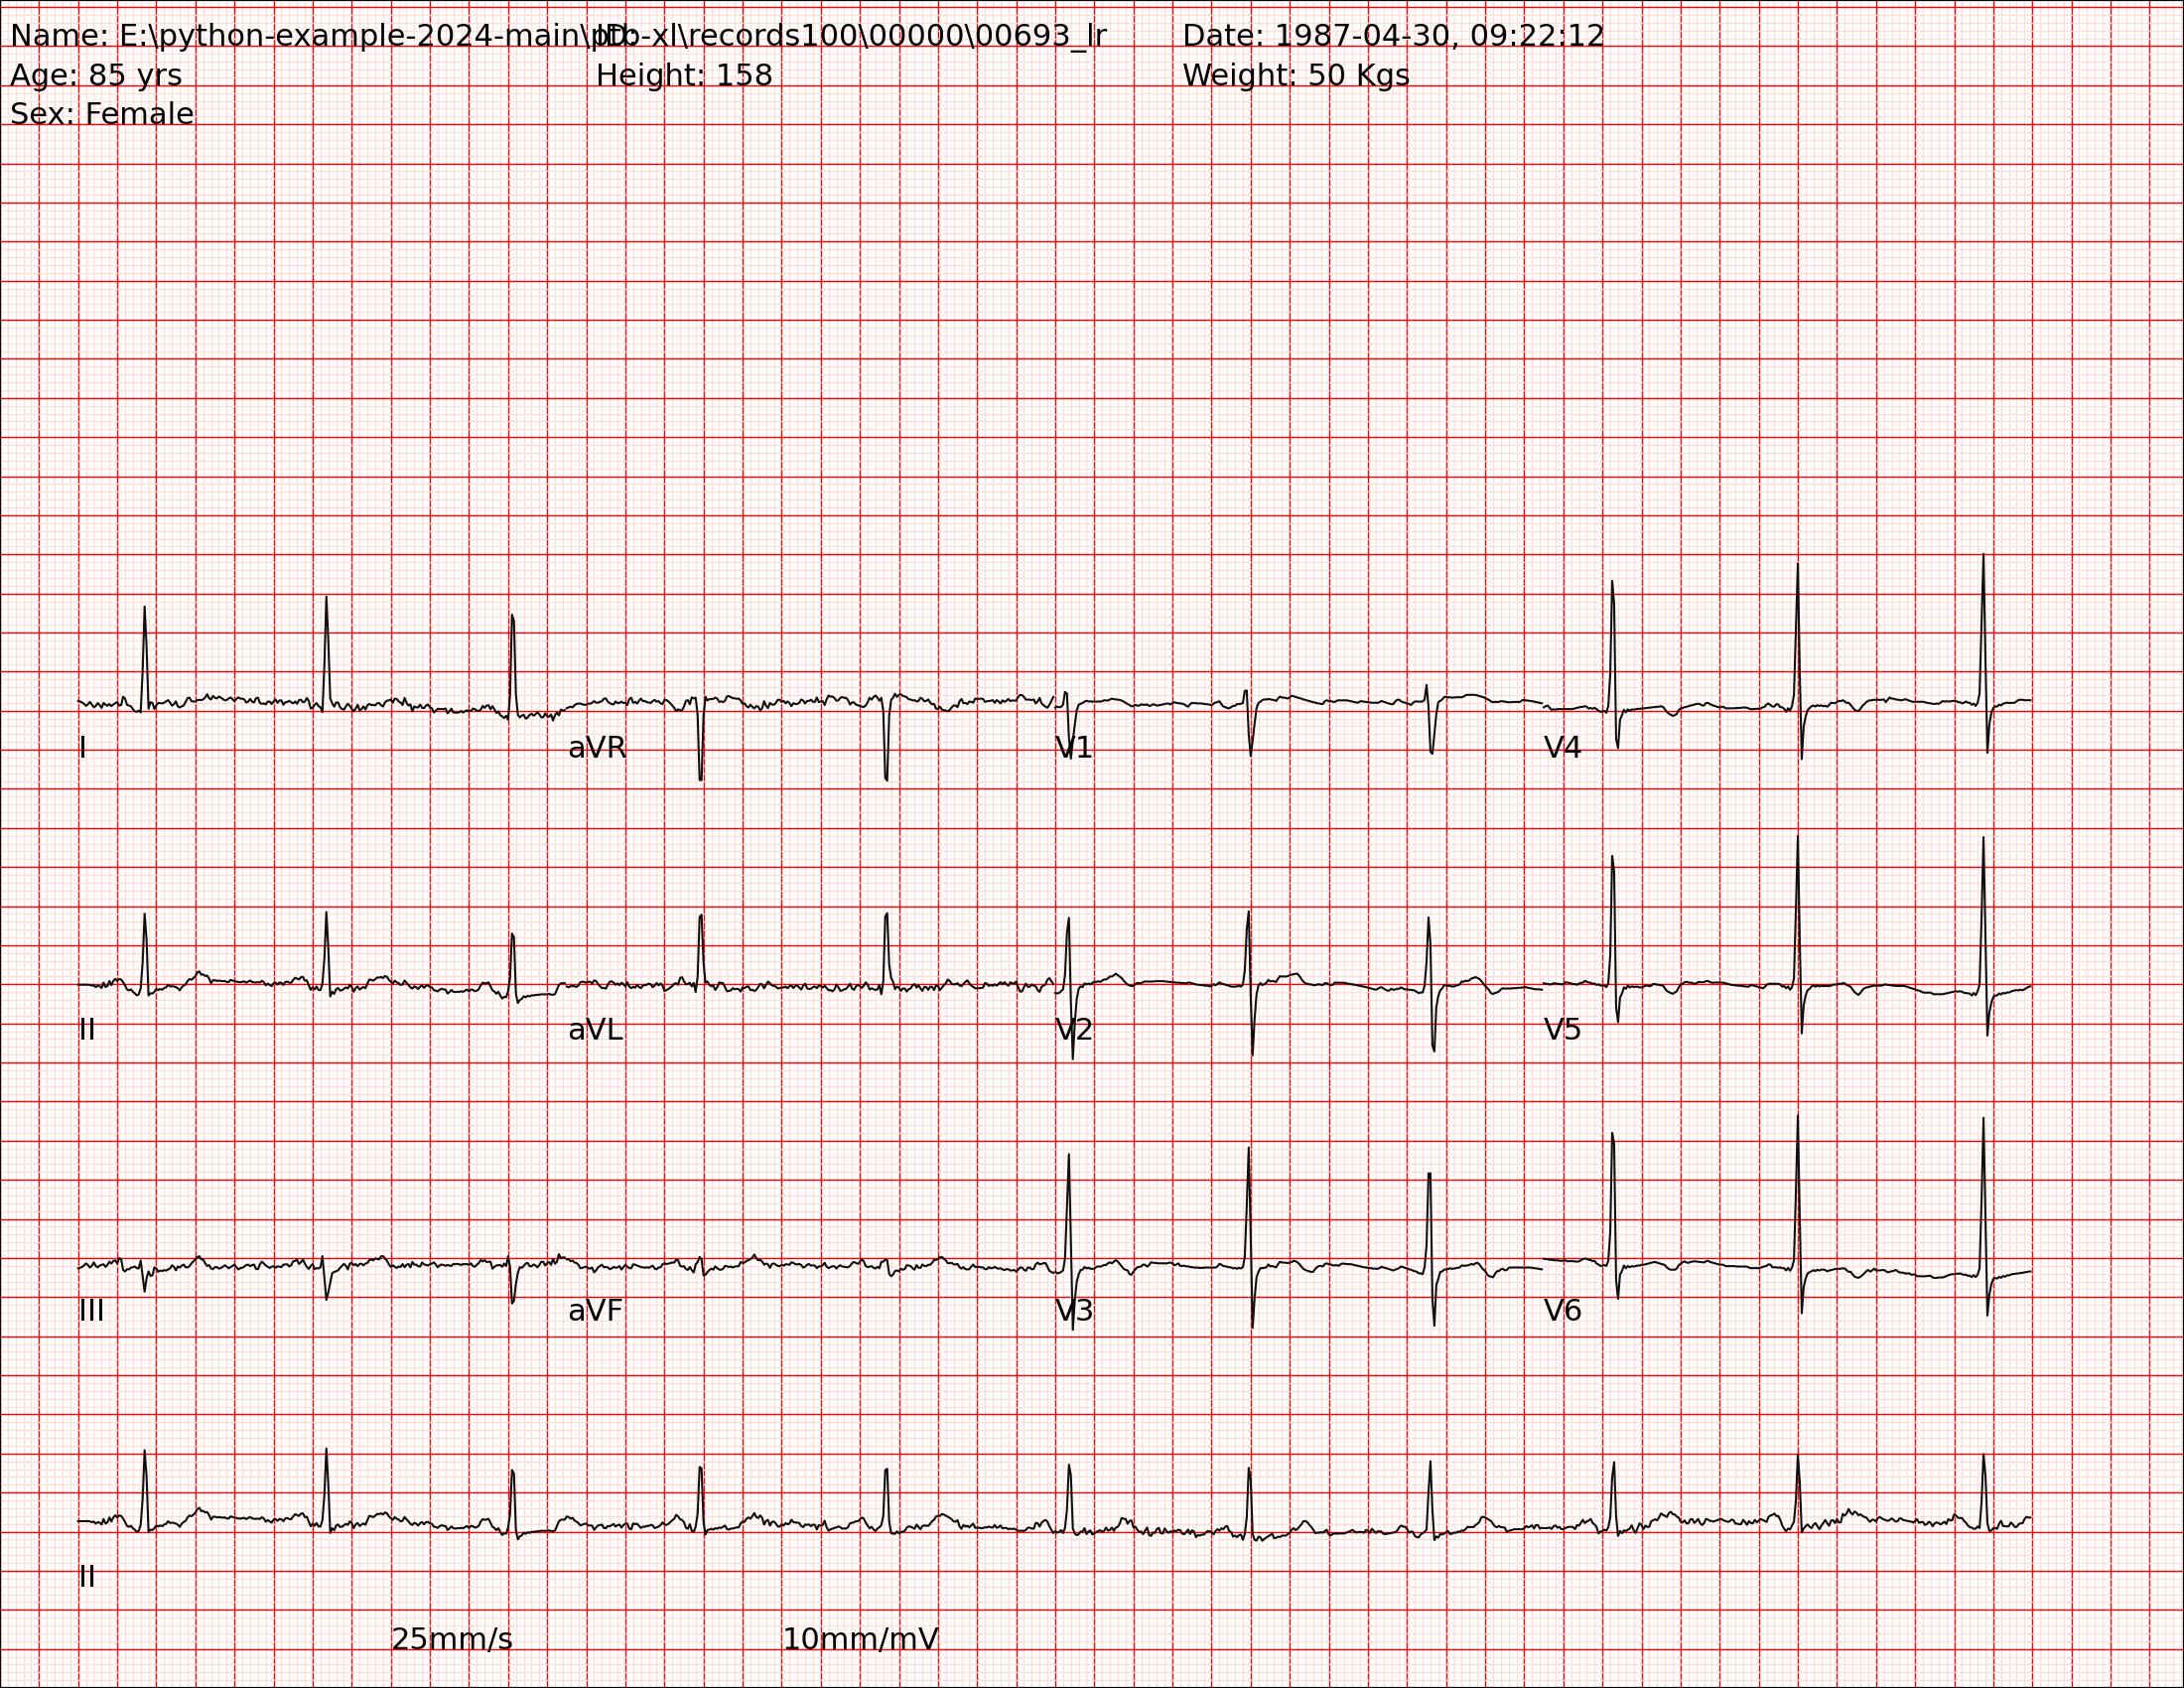 Name: E:\python-example-2024-main\ptb-xl\records100\00000\00693_lr ID: Date: 1987-04-30, 09:22:12
Age: 85 yrs Height: 158 Weight: 50 Kgs
Sex: Female
I aVR V1 V4
II aVL V2 V5
III aVF V3 V6
II
25mm/s 10mm/mV